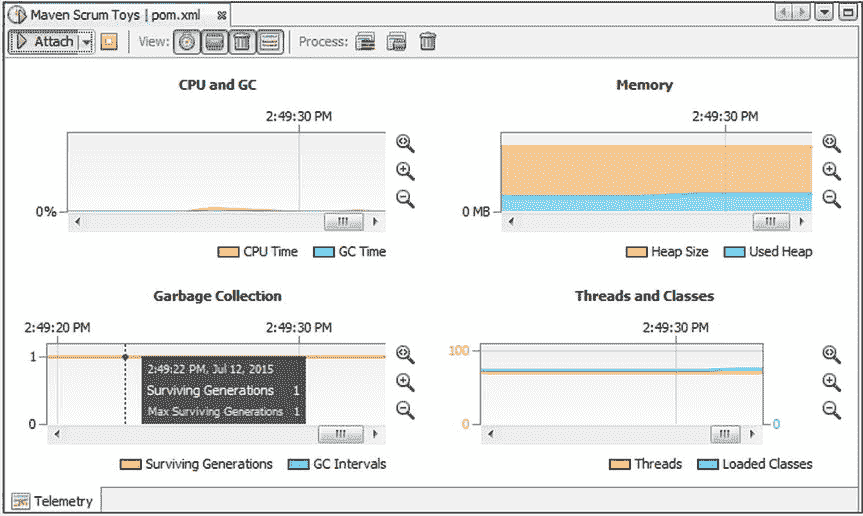 Maven Scrum Toys [ pom.xml
Attach View: Process:
CPU and GC
2:49:30 PM
0%
CPU Time GC Time
Memory
2:49:30 PM
0 MB
Heap Size Used Heap
Garbage Collection
2:49:20 PM 2:49:30 PM
1
2:49:22 PM, Jul 12, 2015
Surviving Generations 1
Max Surviving Generations 1
0
Surviving Generations GC Intervals
Threads and Classes
2:49:30 PM
100
0 0
Threads Loaded Classes
Telemetry